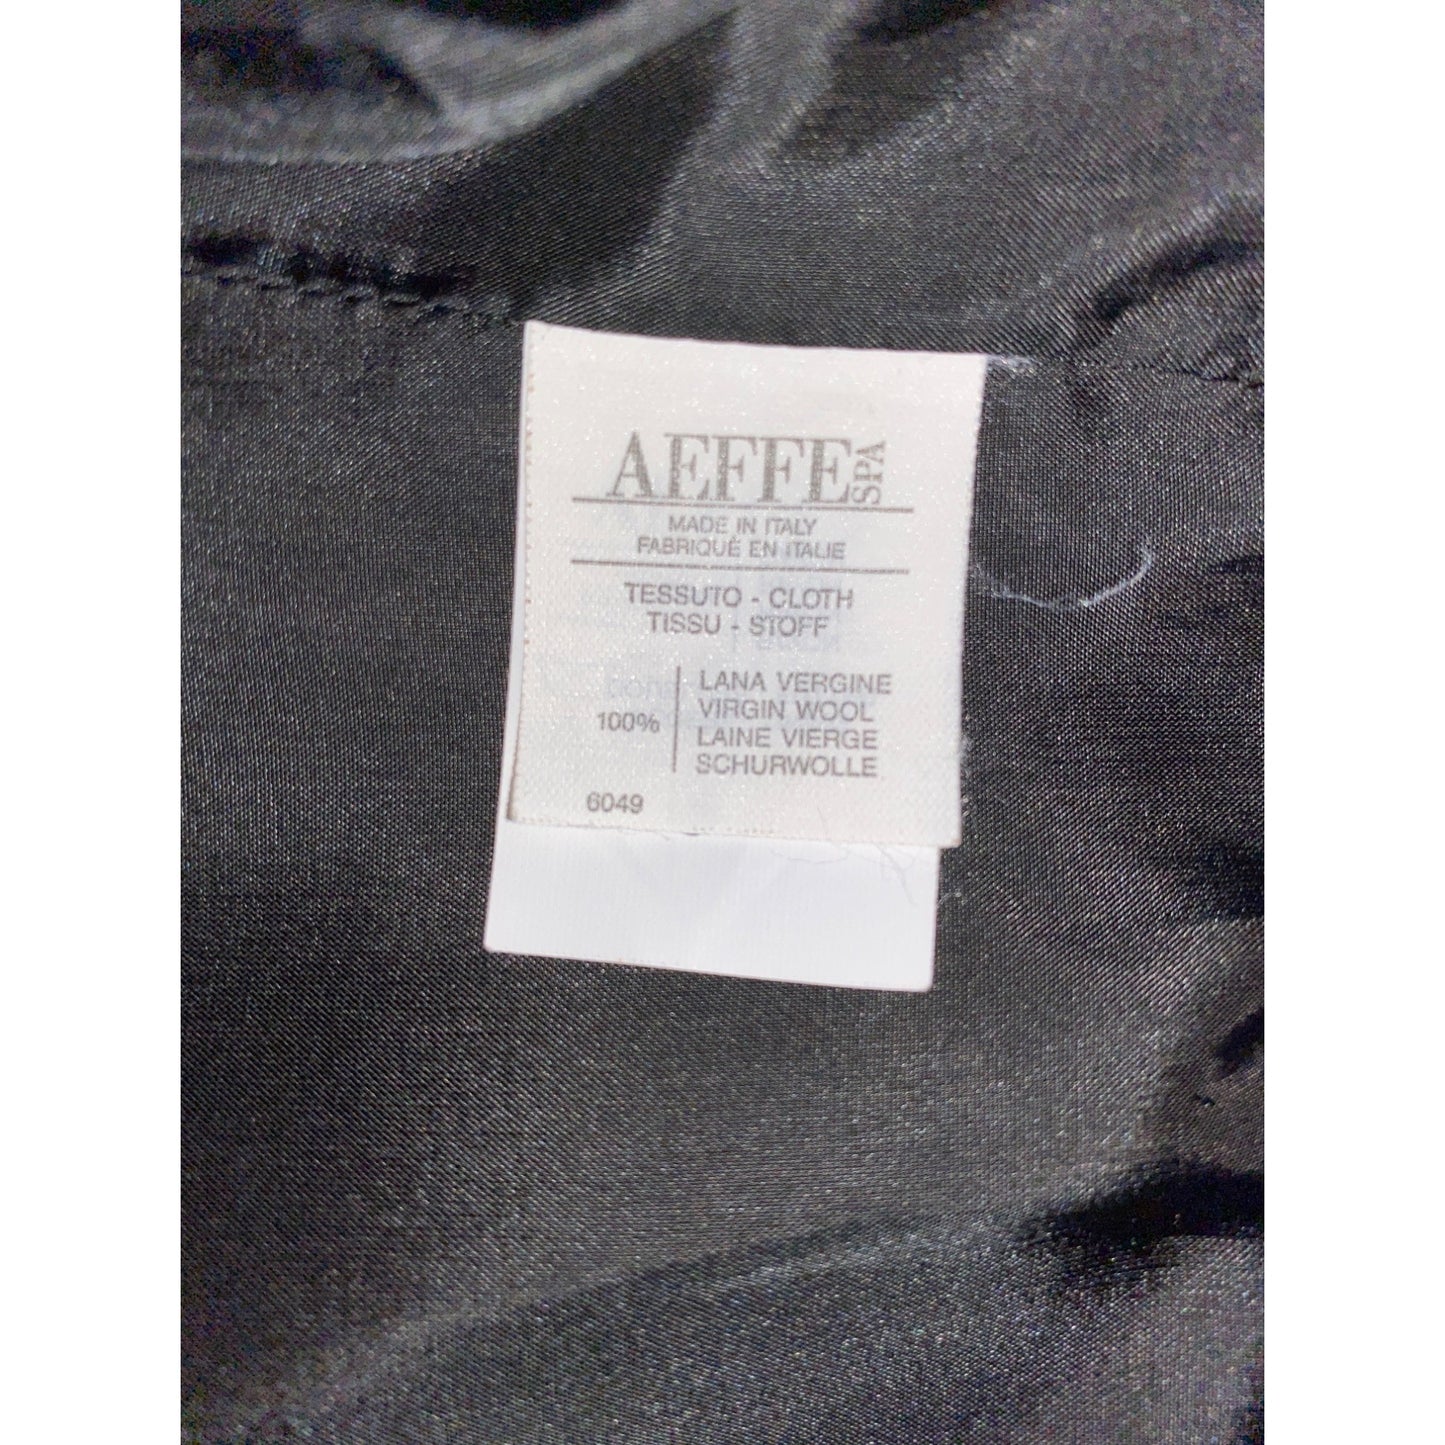 AEFFE SPA
MADE IN ITALY
FABRIQUÉ EN ITALIE
TESSUTO - CLOTH
TISSU - STOFF
100%
LANA VERGINE
VIRGIN WOOL
LAINE VIERGE
SCHURWOLLE
6049